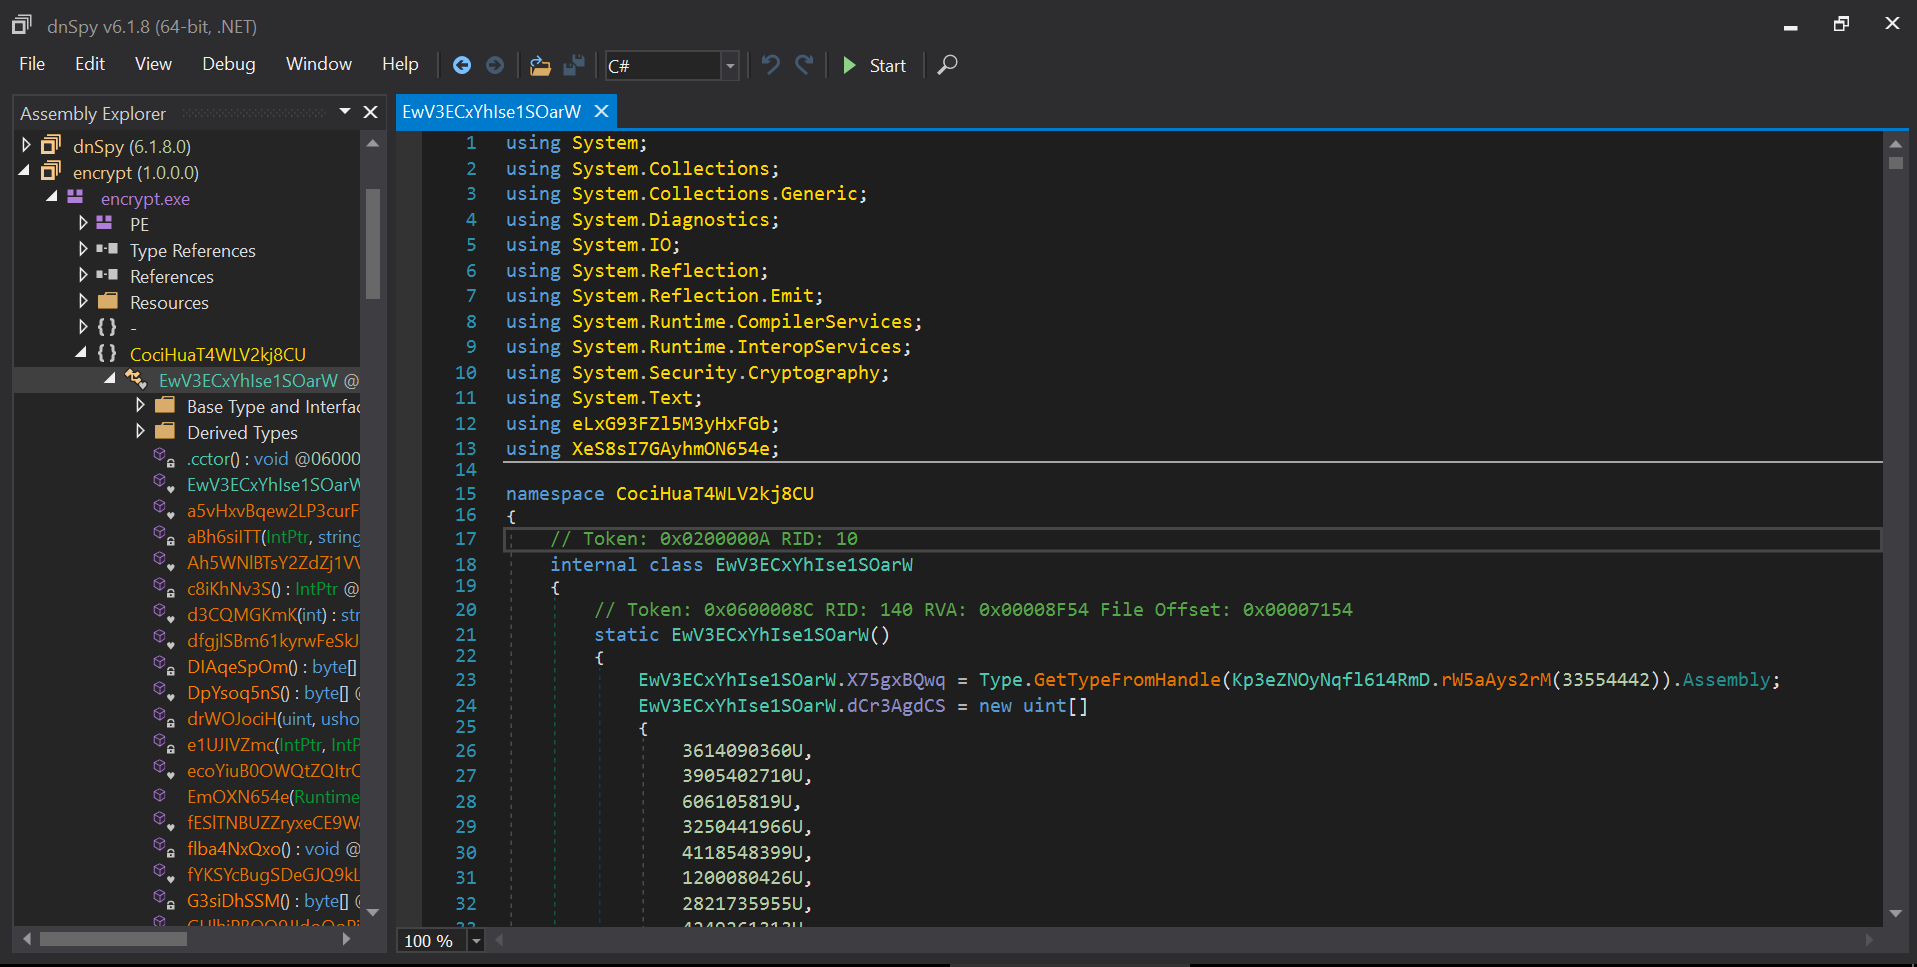 dnSpy v6.1.8 (64-bit, .NET)
File Edit View Debug Window Help C# Start
Assembly Explorer
dnSpy (6.1.8.0)
encrypt (1.0.0.0)
encrypt.exe
PE
Type References
References
Resources
{ } -
{ } CociHuaT4WLV2kj8CU
EwV3ECxYhIse1SOarW @
Base Type and Interfac
Derived Types
.cctor() : void @06000
EwV3ECxYhIse1SOarW
a5vHxvBqew2LP3curF
aBh6siITT(IntPtr, string
Ah5WNlBTsY2ZdZj1VV
c8iKhNv3S() : IntPtr @
d3CQMGKmK(int) : str
dfgjlSBm61kyrwFeSkJ
DIAqeSpOm() : byte[]
DpYsoq5nS() : byte[] @
drWOJociH(uint, usho
e1UJIVZmc(IntPtr, IntP
ecoYiuB0OWQtZQItrC
EmOXN654e(Runtime
fESlTNBUZZryxeCE9W
flba4NxQxo() : void @
fYKSYcBugSDeGJQ9kL
G3siDhSSM() : byte[] @
EwV3ECxYhIse1SOarW
1 using System;
2 using System.Collections;
3 using System.Collections.Generic;
4 using System.Diagnostics;
5 using System.IO;
6 using System.Reflection;
7 using System.Reflection.Emit;
8 using System.Runtime.CompilerServices;
9 using System.Runtime.InteropServices;
10 using System.Security.Cryptography;
11 using System.Text;
12 using eLxG93FZl5M3yHxFGb;
13 using XeS8sI7GAyhmON654e;
14
15 namespace CociHuaT4WLV2kj8CU
16 {
17 // Token: 0x0200000A RID: 10
18 internal class EwV3ECxYhIse1SOarW
19 {
20 // Token: 0x0600008C RID: 140 RVA: 0x00008F54 File Offset: 0x00007154
21 static EwV3ECxYhIse1SOarW()
22 {
23 EwV3ECxYhIse1SOarW.X75gxBQwq = Type.GetTypeFromHandle(Kp3eZNOyNqfl614RmD.rW5aAys2rM(33554442)).Assembly;
24 EwV3ECxYhIse1SOarW.dCr3AgdCS = new uint[]
25 {
26 3614090360U,
27 3905402710U,
28 606105819U,
29 3250441966U,
30 4118548399U,
31 1200080426U,
32 2821735955U,
100 %